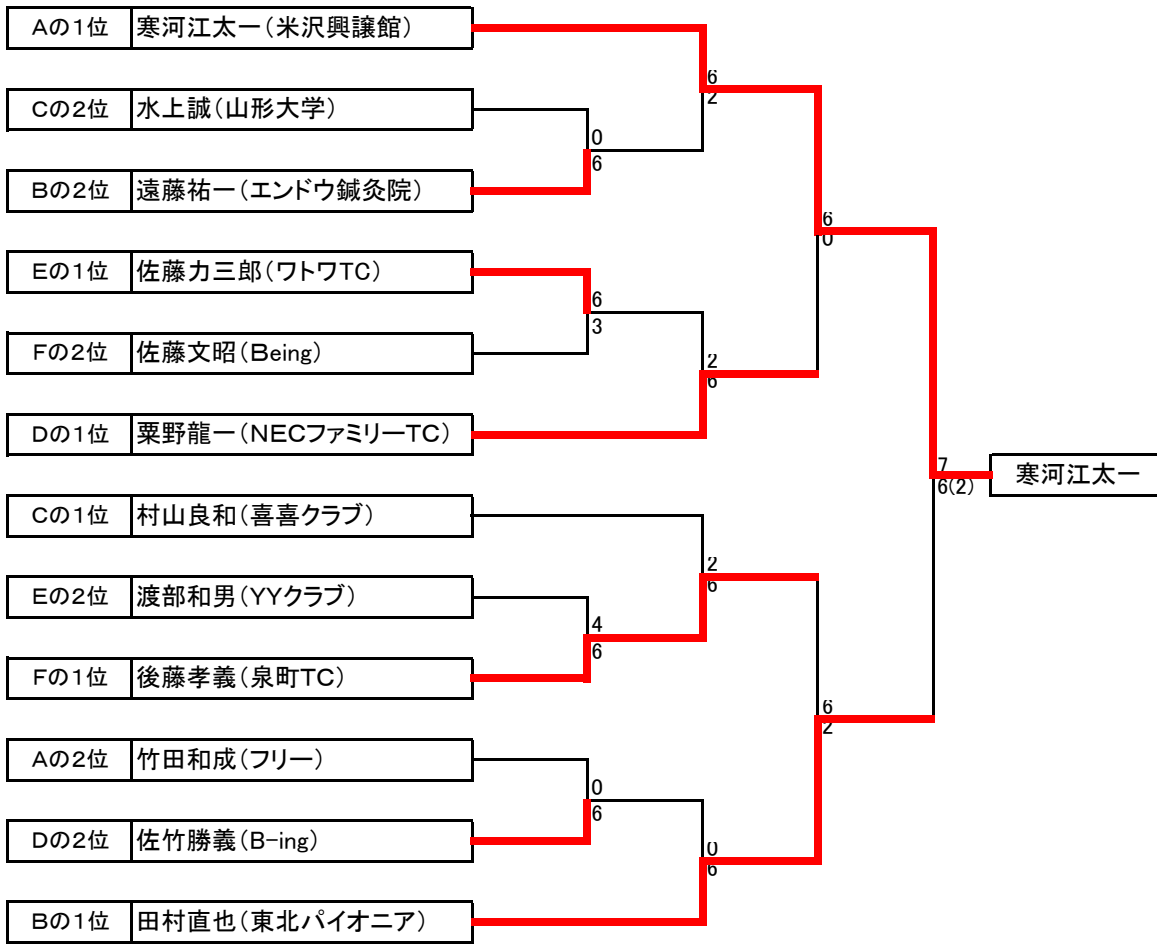 Aの1位 寒河江太一(米沢興譲館)
6
2
Cの2位 水上誠(山形大学)
0
6
Bの2位 遠藤祐一(エンドウ鍼灸院)
6
0
Eの1位 佐藤力三郎(ワトワTC)
6
3
Fの2位 佐藤文昭(Being)
2
6
Dの1位 粟野龍一(NECファミリーTC)
7
6(2)
寒河江太一
Cの1位 村山良和(喜喜クラブ)
2
6
Eの2位 渡部和男(YYクラブ)
4
6
Fの1位 後藤孝義(泉町TC)
6
2
Aの2位 竹田和成(フリー)
0
6
Dの2位 佐竹勝義(B-ing)
0
6
Bの1位 田村直也(東北パイオニア)